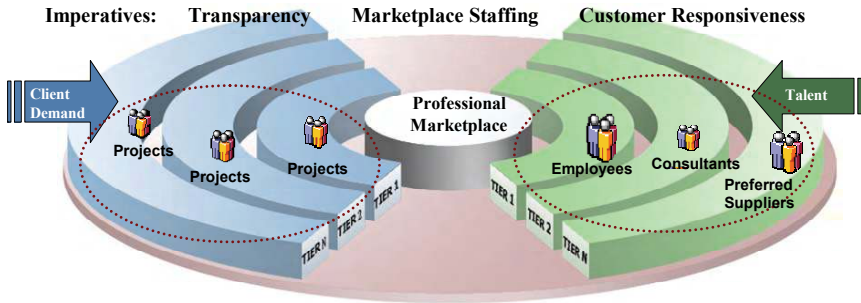 Imperatives: Transparency Marketplace Staffing Customer Responsiveness
Client
Demand
Talent
Professional
Marketplace
Projects
Projects
Projects
Employees
Consultants
Preferred
Suppliers
TIER N
TIER 2
TIER 1
TIER 1
TIER 2
TIER N